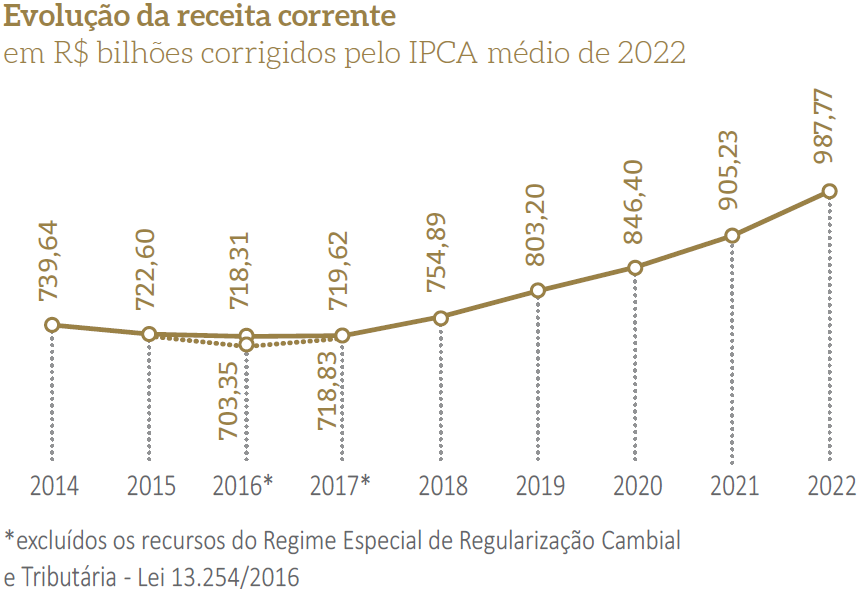 Evolução da receita corrente
em R$ bilhões corrigidos pelo IPCA médio de 2022
739,64
722,60
718,31
719,62
754,89
803,20
846,40
905,23
987,77
703,35
718,83
2014 2015 2016* 2017* 2018 2019 2020 2021 2022
*excluídos os recursos do Regime Especial de Regularização Cambial
e Tributária - Lei 13.254/2016